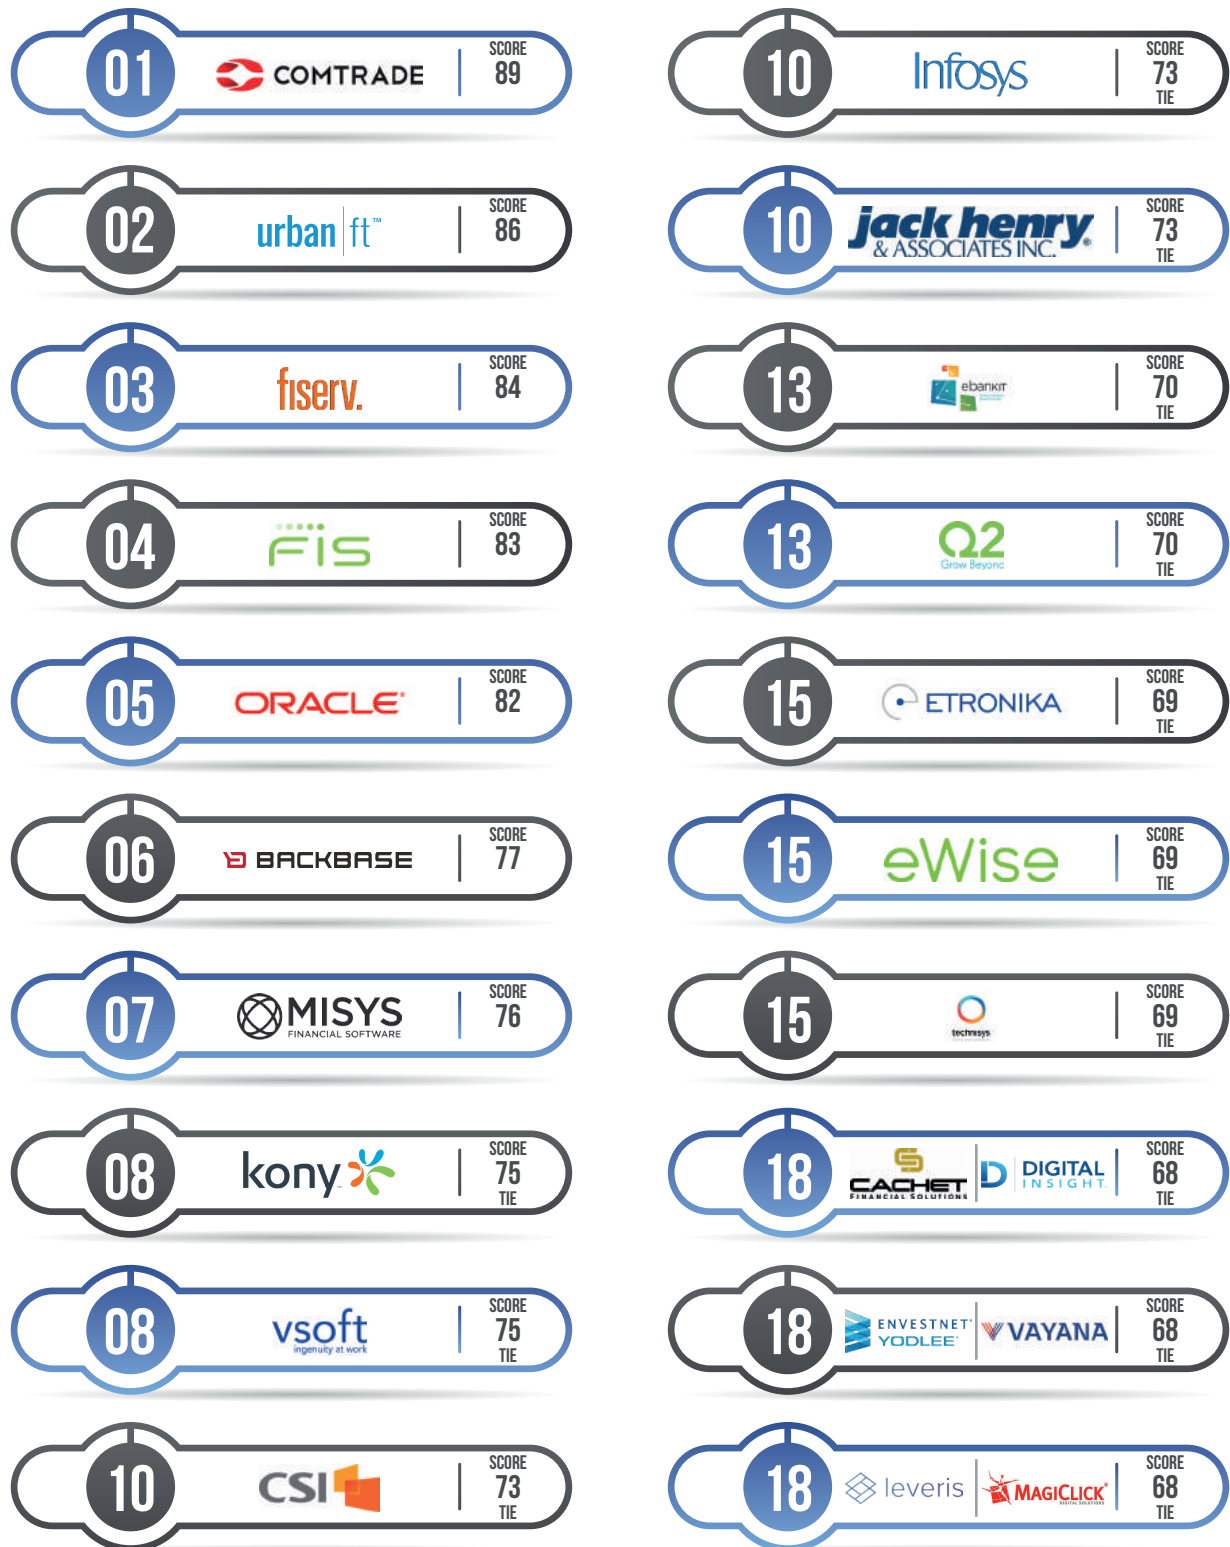 01
COMTRADE
SCORE
89
02
urban ft™
SCORE
86
03
fiserv.
SCORE
84
04
FIS
SCORE
83
05
ORACLE®
SCORE
82
06
BACKBASE
SCORE
77
07
MISYS
FINANCIAL SOFTWARE
SCORE
76
08
kony
SCORE
75
TIE
08
vsoft
ingenuity at work
SCORE
75
TIE
10
CSI
SCORE
73
TIE
10
Infosys
SCORE
73
TIE
10
jack henry®
& ASSOCIATES INC.
SCORE
73
TIE
13
ebankIT
SCORE
70
TIE
13
Q2
Grow Beyond
SCORE
70
TIE
15
ETRONIKA
SCORE
69
TIE
15
eWise
SCORE
69
TIE
15
technisys
SCORE
69
TIE
18
CACHET
FINANCIAL SOLUTIONS
DIGITAL
INSIGHT
SCORE
68
TIE
18
ENVESTNET
YODLEE
VAYANA
SCORE
68
TIE
18
leveris
MAGICLICK
DIGITAL SOLUTIONS
SCORE
68
TIE